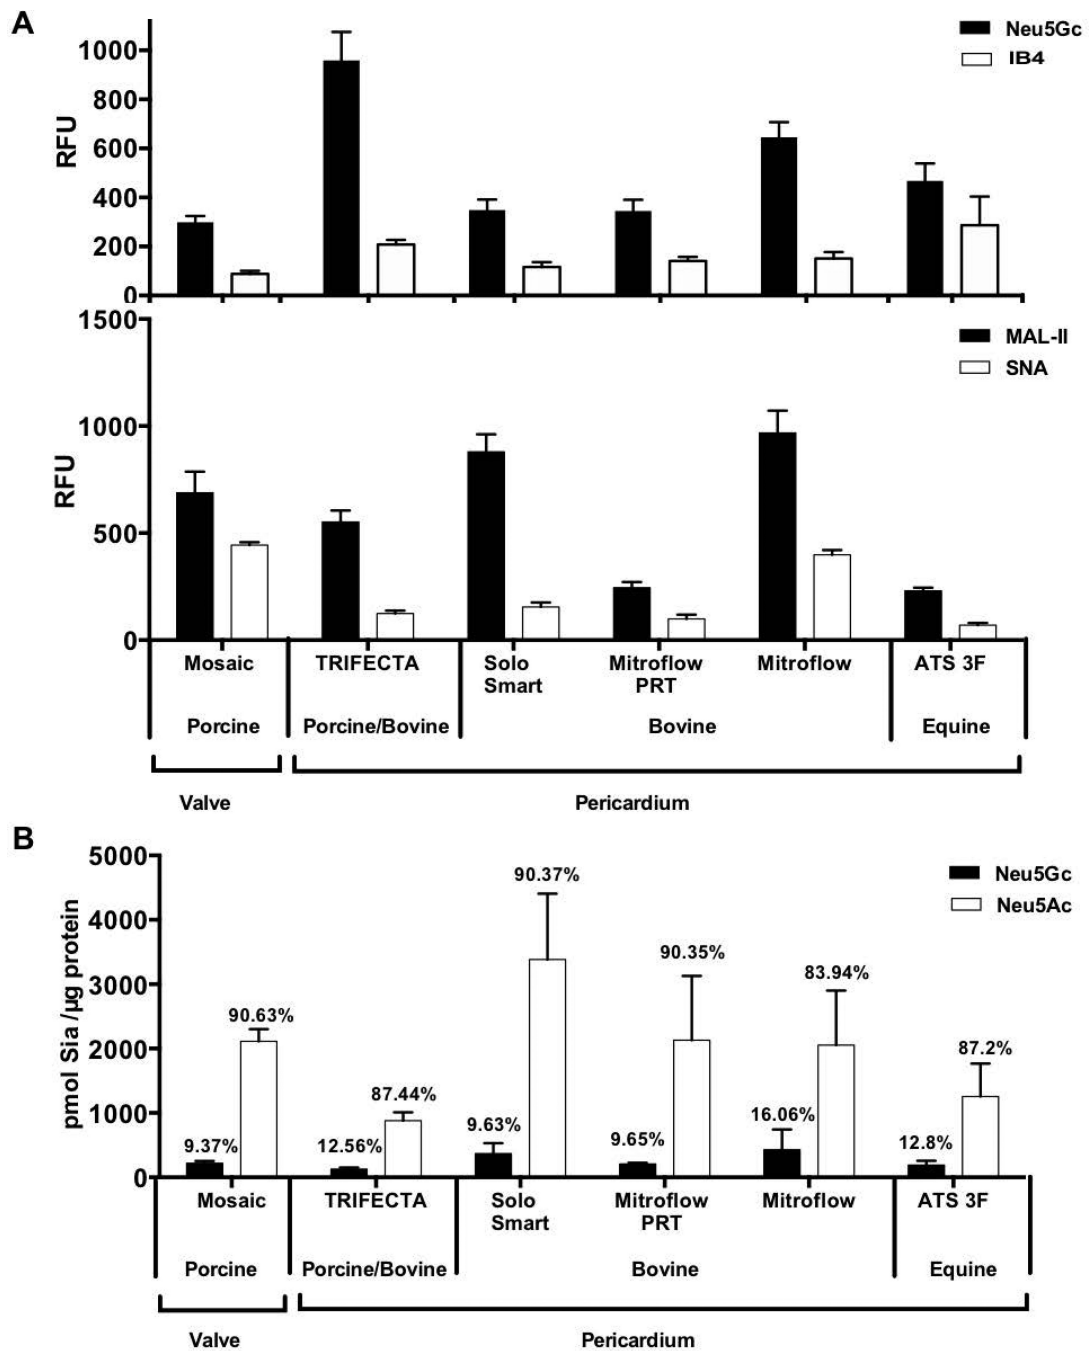 A
Neu5Gc
IB4
RFU
1000
800
600
400
200
0
MAL-II
SNA
RFU
1500
1000
500
0
Mosaic TRIFECTA Solo Smart Mitroflow PRT Mitroflow ATS 3F
Porcine Porcine/Bovine Bovine Equine
Valve Pericardium
B
Neu5Gc
Neu5Ac
pmol Sia /µg protein
5000
4000
3000
2000
1000
0
9.37% 90.63% 12.56% 87.44% 9.63% 90.37% 9.65% 90.35% 16.06% 83.94% 12.8% 87.2%
Mosaic TRIFECTA Solo Smart Mitroflow PRT Mitroflow ATS 3F
Porcine Porcine/Bovine Bovine Equine
Valve Pericardium